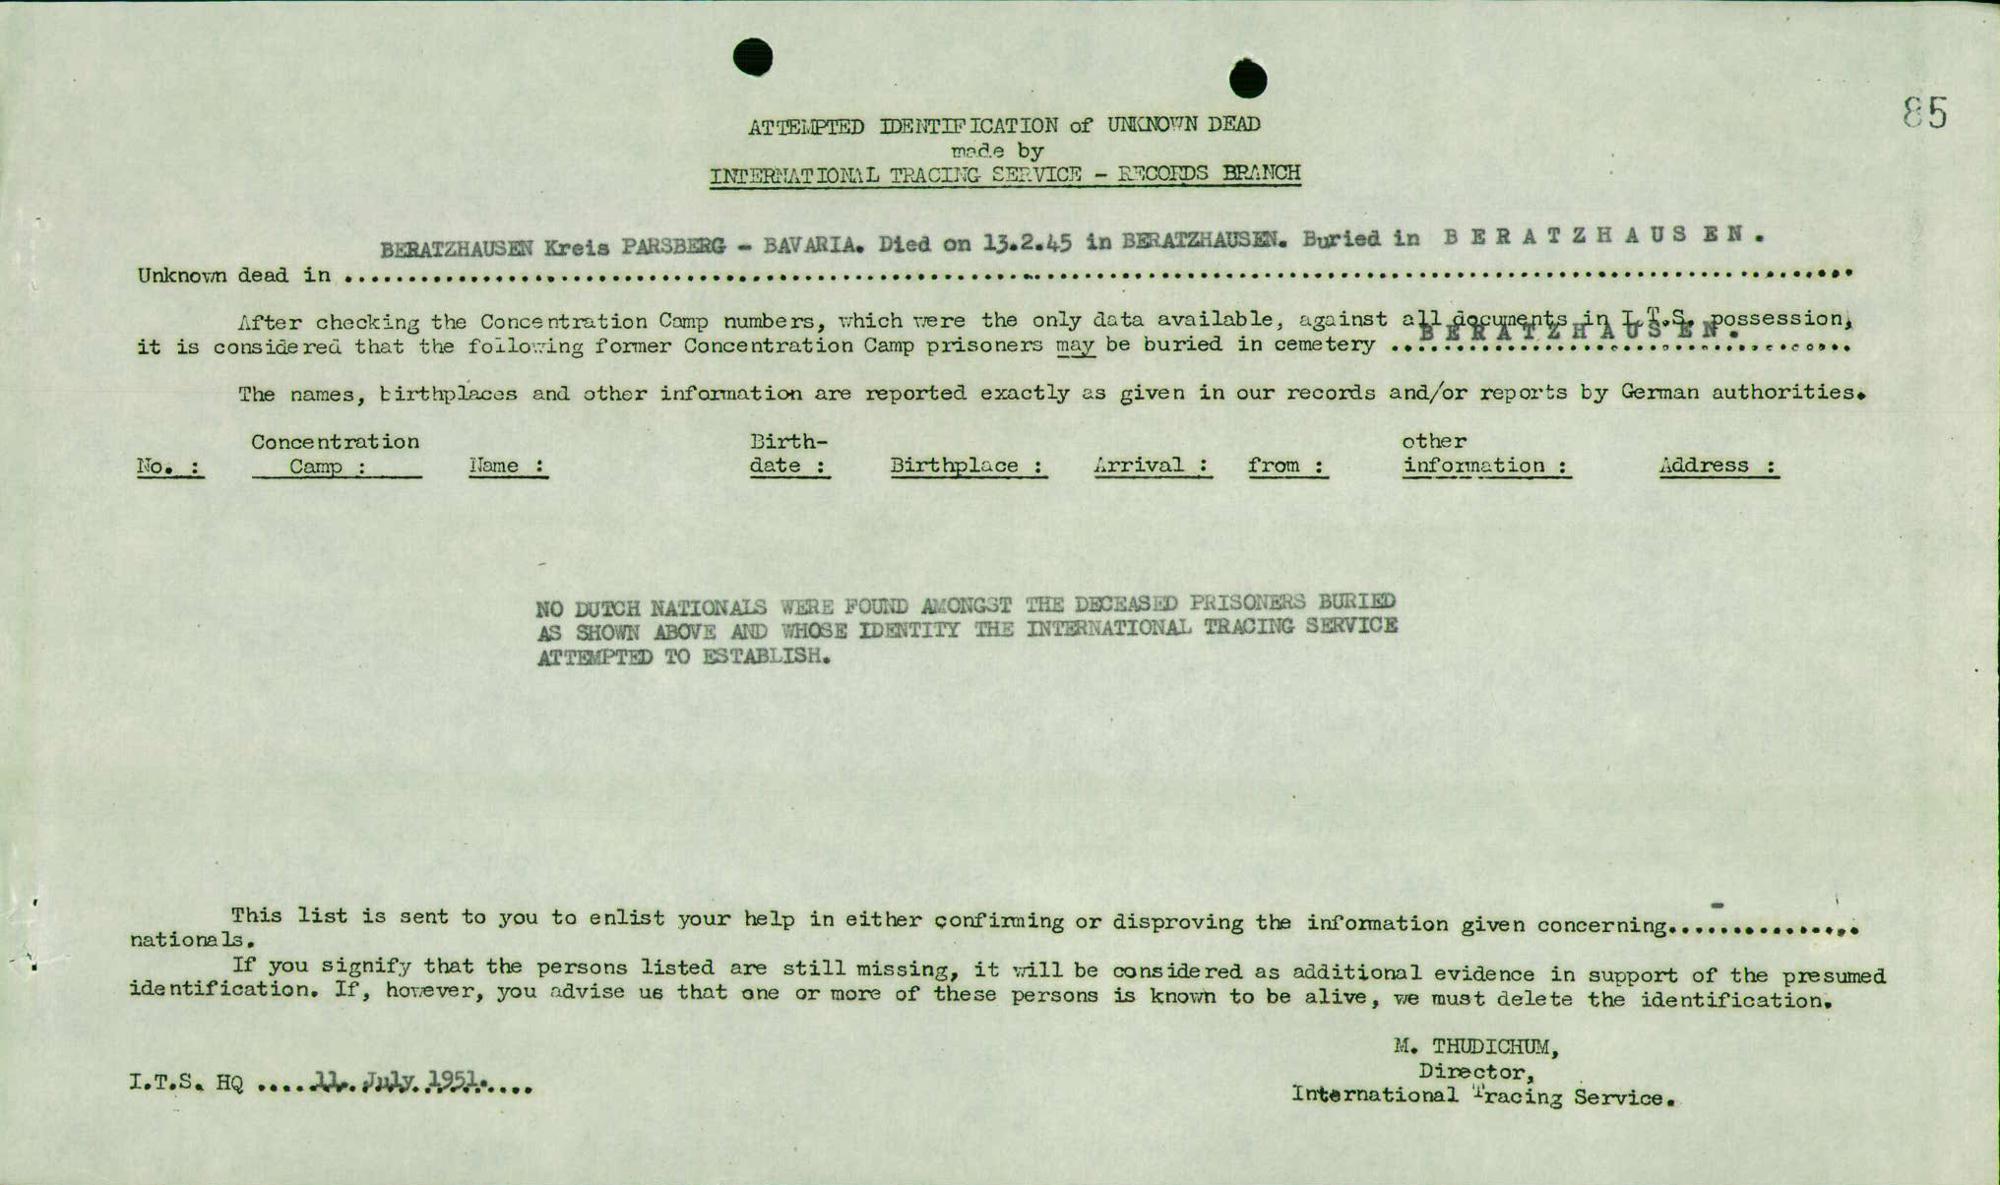 85
ATTEMPTED IDENTIFICATION of UNKNOWN DEAD
made by
INTERNATIONAL TRACING SERVICE - RECORDS BRANCH
BERATZHAUSEN Kreis PARSBERG - BAVARIA. Died on 13.2.45 in BERATZHAUSEN. Buried in B E R A T Z H A U S E N .
Unknown dead in ..............................
After checking the Concentration Camp numbers, which were the only data available, against all documents in I.T.S. possession,
it is considered that the following former Concentration Camp prisoners may be buried in cemetery B E R A T Z H A U S E N .
The names, birthplaces and other information are reported exactly as given in our records and/or reports by German authorities.
No. : Concentration Camp : Name : Birth-date : Birthplace : Arrival : from : other information : Address :
NO DUTCH NATIONALS WERE FOUND AMONGST THE DECEASED PRISONERS BURIED
AS SHOWN ABOVE AND WHOSE IDENTITY THE INTERNATIONAL TRACING SERVICE
ATTEMPTED TO ESTABLISH.
This list is sent to you to enlist your help in either confirming or disproving the information given concerning....-..........
nationals.
If you signify that the persons listed are still missing, it will be considered as additional evidence in support of the presumed
identification. If, however, you advise us that one or more of these persons is known to be alive, we must delete the identification.
M. THUDICHUM,
Director,
International Tracing Service.
I.T.S. HQ .....11. July 1951.....